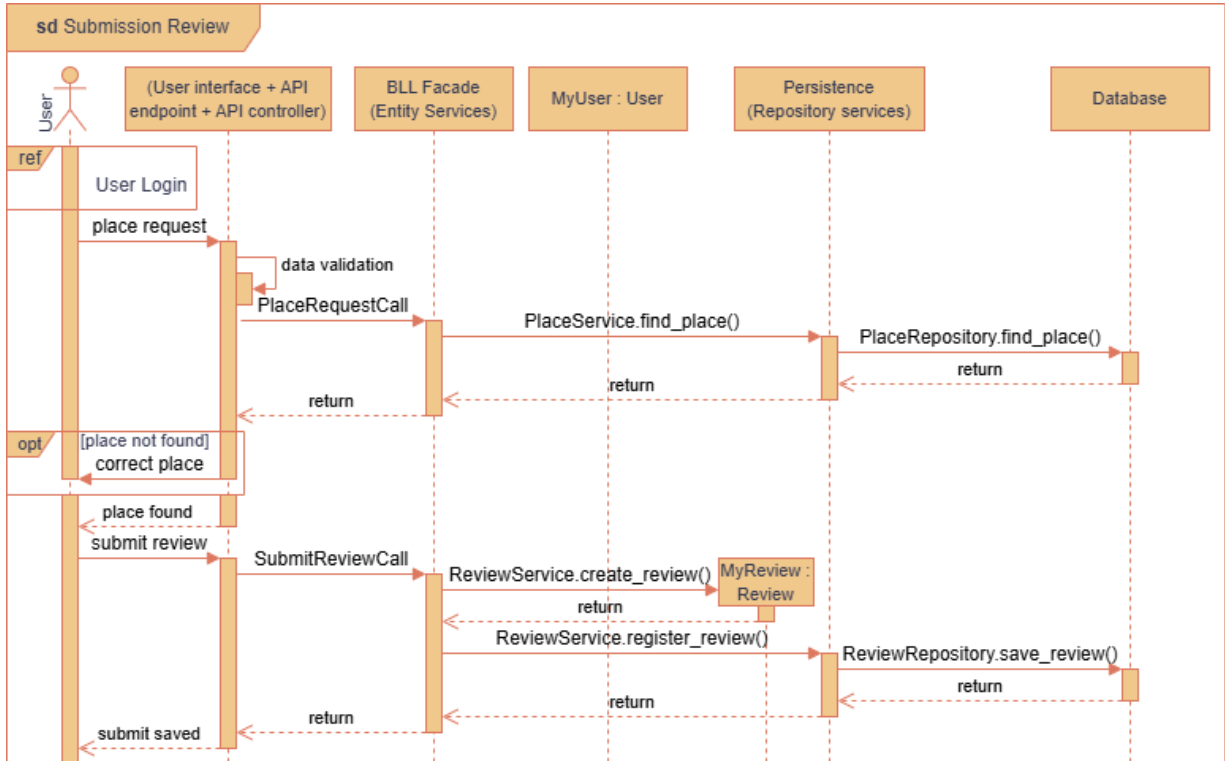 sd Submission Review
User
(User interface + API
endpoint + API controller)
BLL Facade
(Entity Services)
MyUser : User
Persistence
(Repository services)
Database
ref
User Login
place request
data validation
PlaceRequestCall
PlaceService.find_place()
PlaceRepository.find_place()
return
return
return
opt
[place not found]
correct place
place found
submit review
SubmitReviewCall
ReviewService.create_review()
MyReview :
Review
return
ReviewService.register_review()
ReviewRepository.save_review()
return
return
return
submit saved